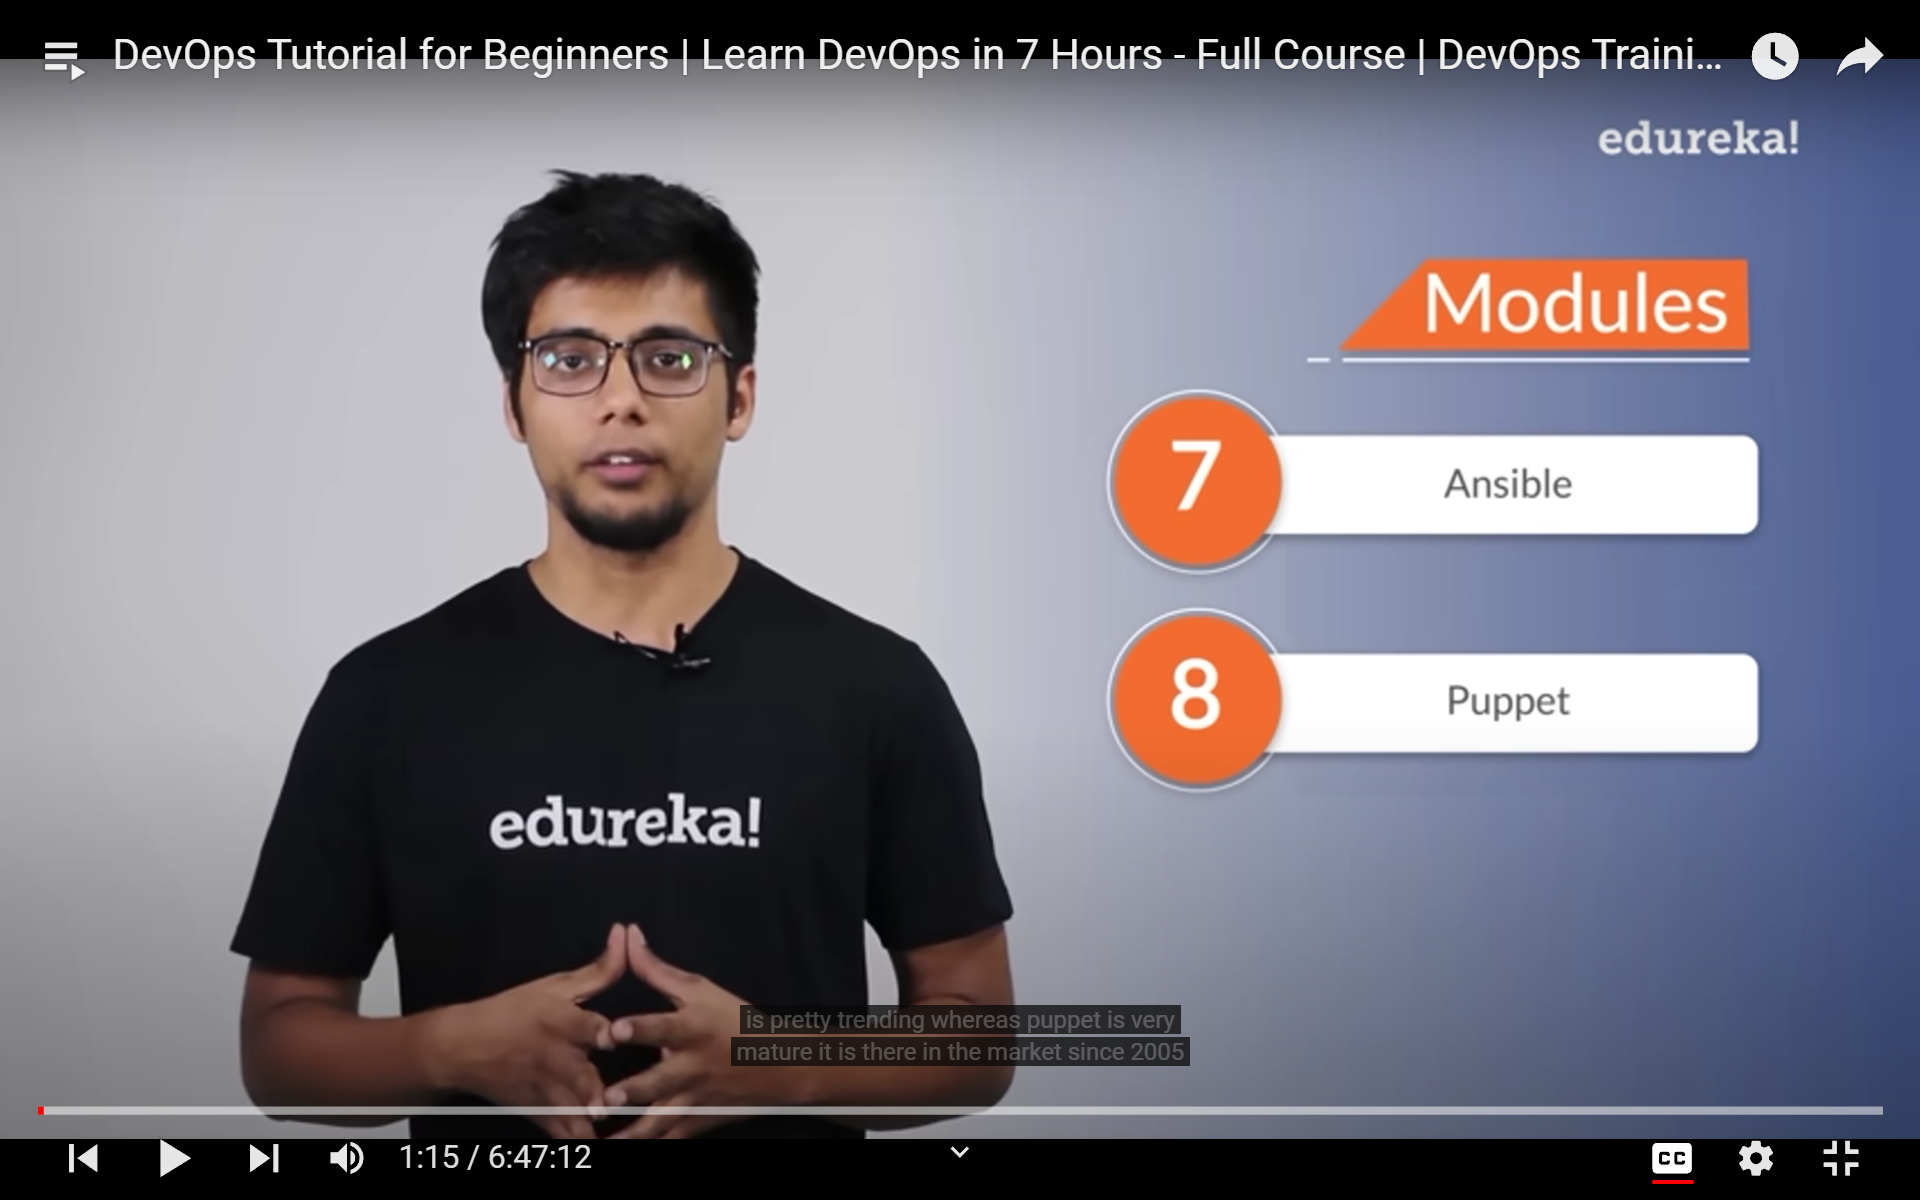 DevOps Tutorial for Beginners | Learn DevOps in 7 Hours - Full Course | DevOps Traini...
edureka!
Modules
7
Ansible
8
Puppet
edureka!
is pretty trending whereas puppet is very
mature it is there in the market since 2005
1:15 / 6:47:12
CC